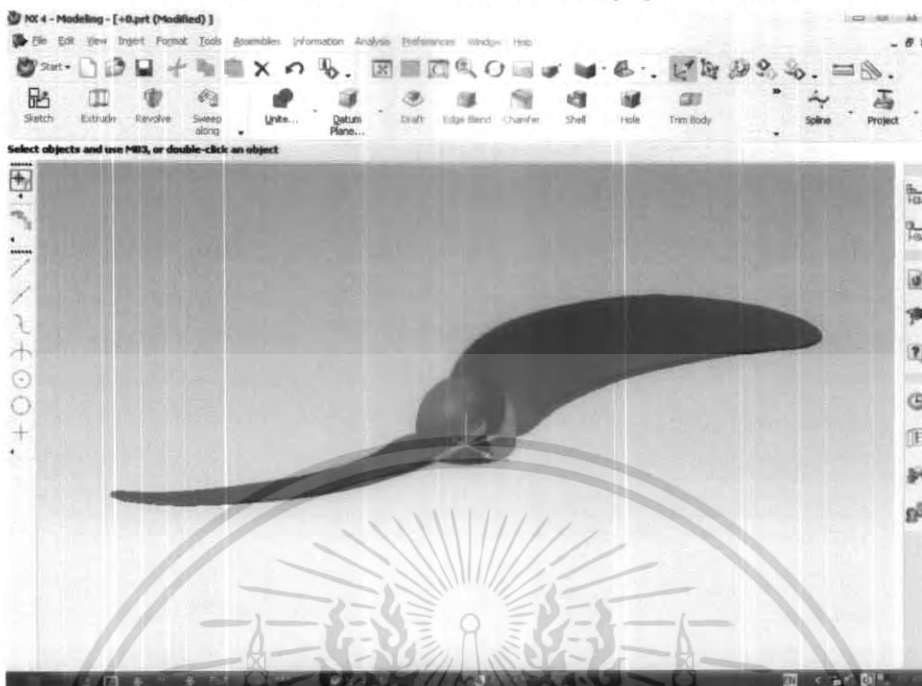 NX 4 - Modeling - [+0.prt (Modified) ]
File Edit View Insert Format Tools Assemblies Information Analysis Preferences Window Help
Start
Sketch Extrude Revolve Sweep along Unite... Datum Plane... Draft Edge Blend Chamfer Shell Hole Trim Body Spline Project
Select objects and use MB3, or double-click an object
EN